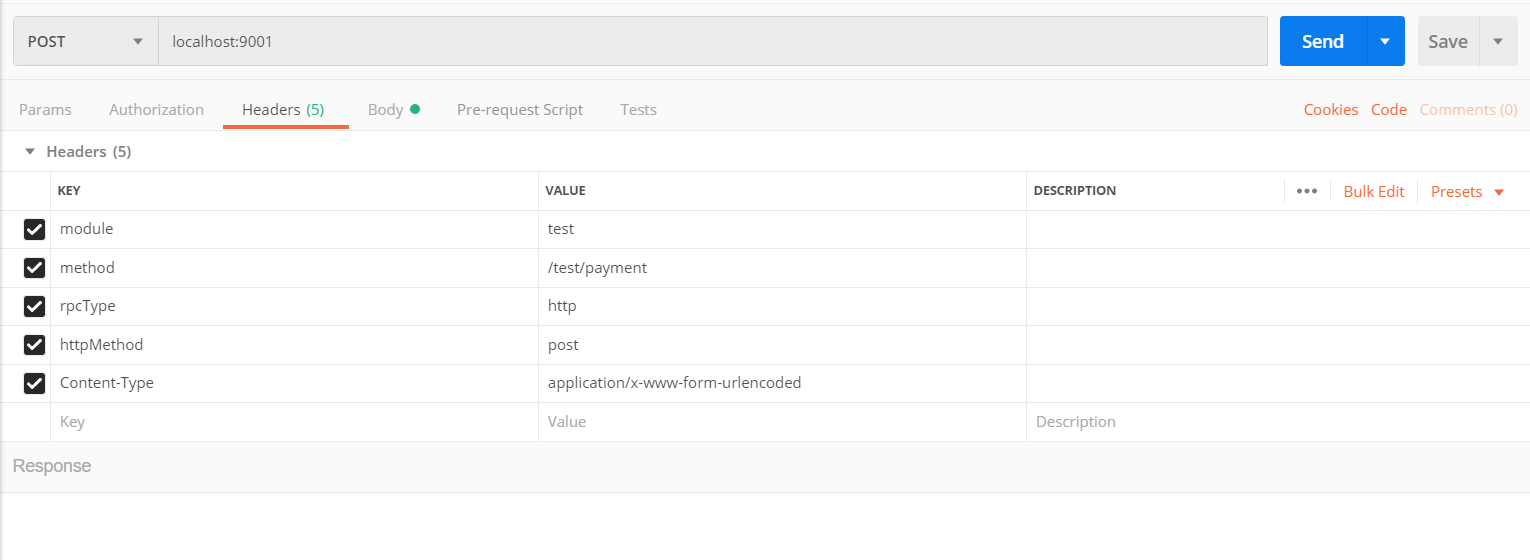 POST localhost:9001 Send Save
Params Authorization Headers (5) Body Pre-request Script Tests Cookies Code Comments (0)
Headers (5)
KEY VALUE DESCRIPTION ••• Bulk Edit Presets
module test
method /test/payment
rpcType http
httpMethod post
Content-Type application/x-www-form-urlencoded
Key Value Description
Response